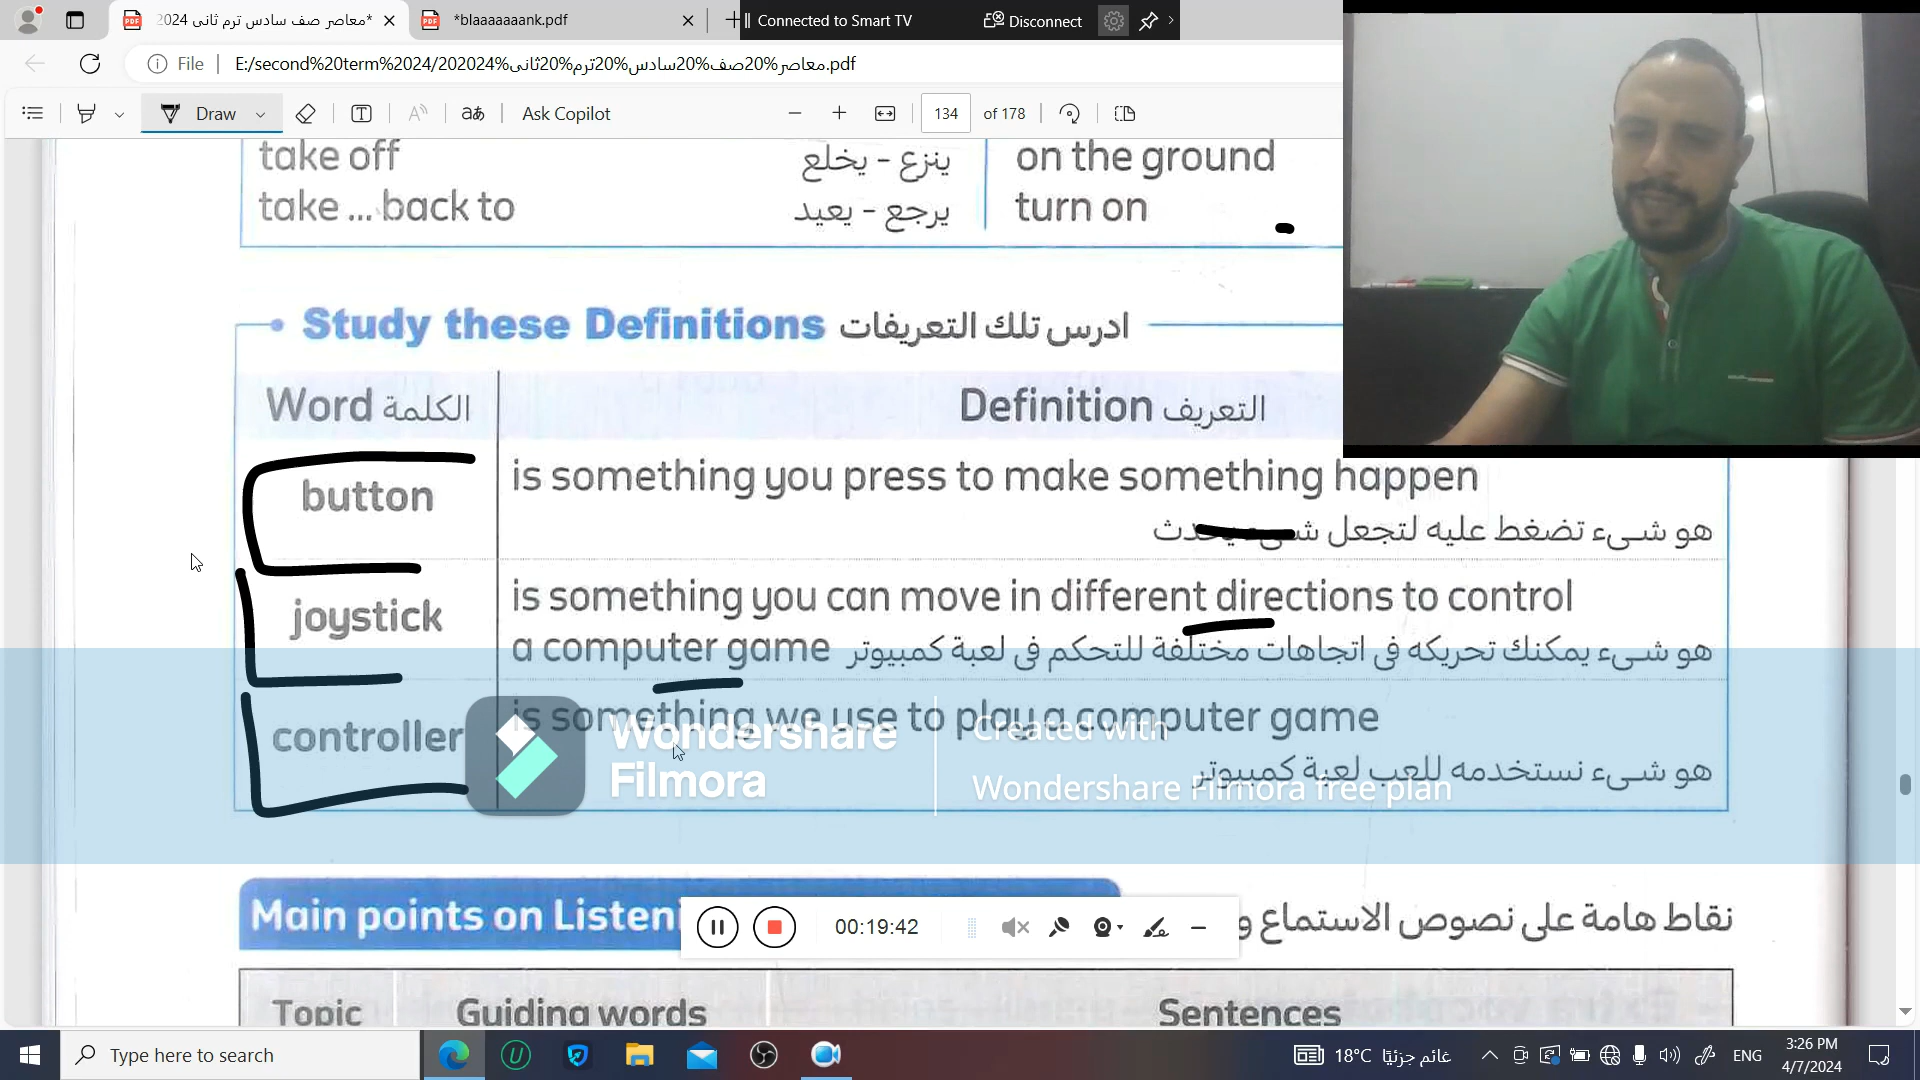 معاصر صف سادس ترم ثانى 2024*
*blaaaaaaank.pdf
Connected to Smart TV
Disconnect
File
E:/second%20term%2024/202024%معاصر%20صف%20سادس%20ترم%20ثانى.pdf
Draw
Ask Copilot
134 of 178
take off ينزع - يخلع
on the ground
take ... back to يرجع - يعيد
turn on
Study these Definitions ادرس تلك التعريفات
Word الكلمة
Definition التعريف
button
is something you press to make something happen
هو شىء تضغط عليه لتجعل شىء يحدث
joystick
is something you can move in different directions to control
a computer game هو شىء يمكنك تحريكه فى اتجاهات مختلفة للتحكم فى لعبة كمبيوتر
controller
is something we use to play a computer game
هو شىء نستخدمه للعب لعبة كمبيوتر
Wondershare
Filmora
Created with
Wondershare Filmora free plan
Main points on Listeni
نقاط هامة على نصوص الاستماع و
00:19:42
Topic
Guiding words
Sentences
Type here to search
18°C غائم جزئيًا
ENG
3:26 PM
4/7/2024